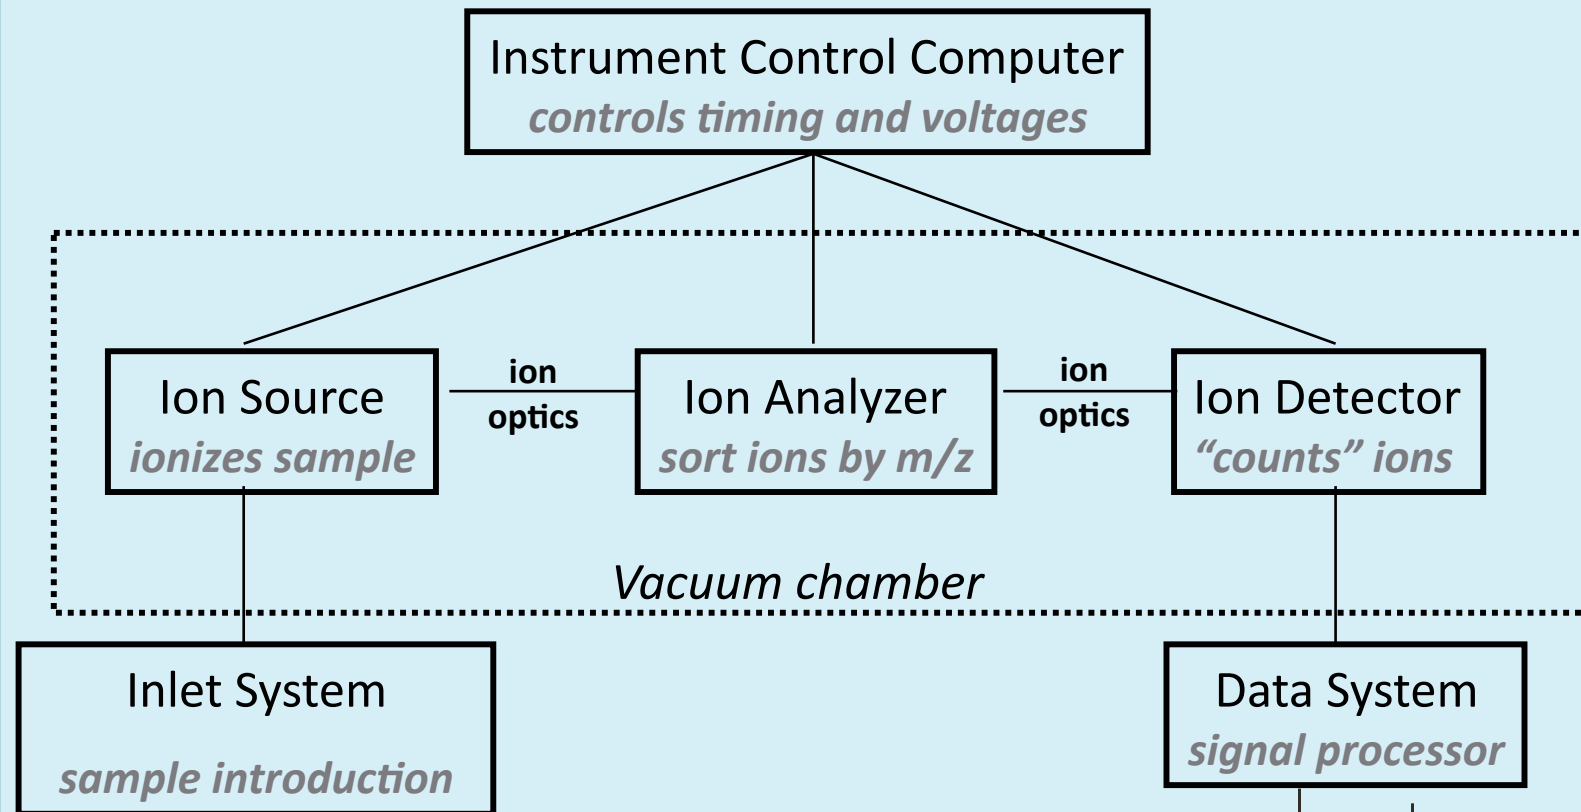 Instrument Control Computer
controls timing and voltages
Ion Source
ionizes sample
ion
optics
Ion Analyzer
sort ions by m/z
ion
optics
Ion Detector
“counts” ions
Vacuum chamber
Inlet System
sample introduction
Data System
signal processor